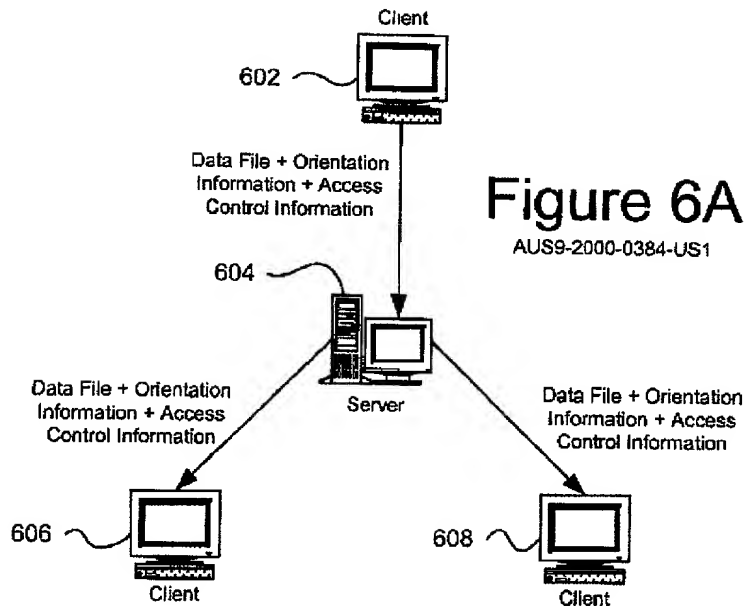 Client
602
Data File + Orientation
Information + Access
Control Information
Figure 6A
AUS9-2000-0384-US1
604
Server
Data File + Orientation
Information + Access
Control Information
Data File + Orientation
Information + Access
Control Information
606
Client
608
Client